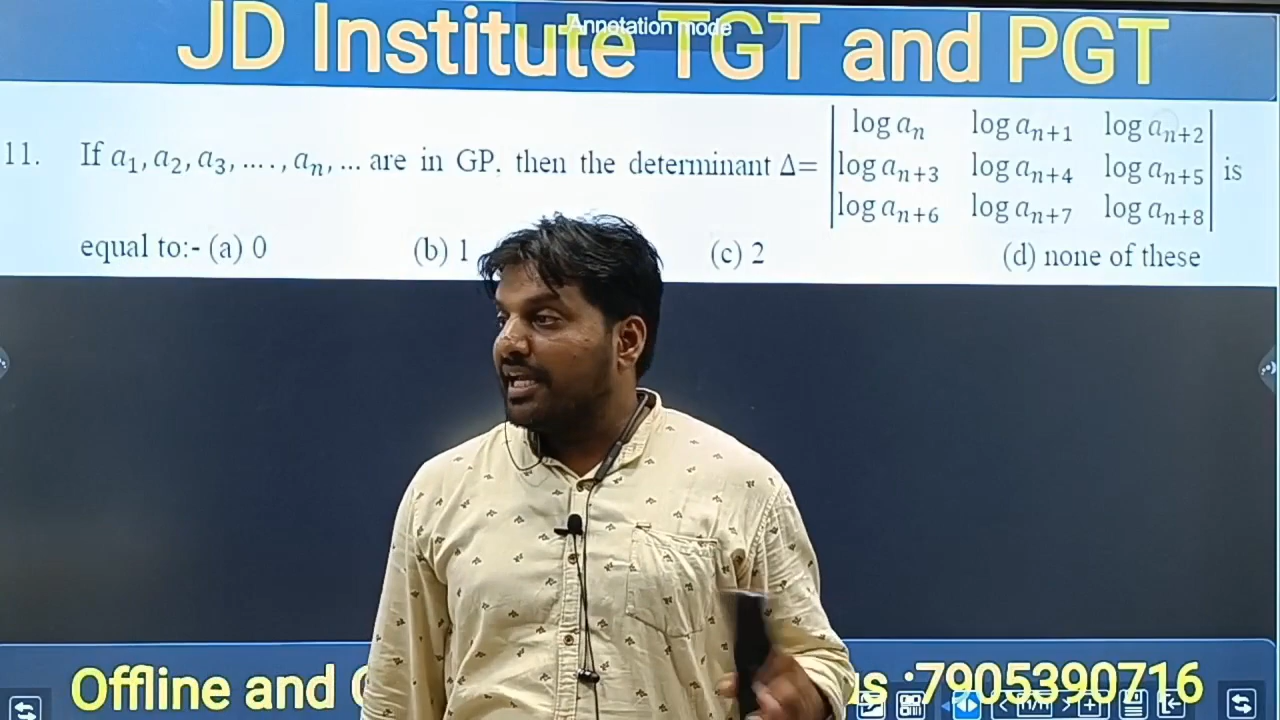 Annotation mode
JD Institute TGT and PGT
11. If a₁, a₂, a₃, ...., aₙ, ... are in GP. then the determinant Δ= | log aₙ log aₙ₊₁ log aₙ₊₂ | is
| log aₙ₊₃ log aₙ₊₄ log aₙ₊₅ |
| log aₙ₊₆ log aₙ₊₇ log aₙ₊₈ |
equal to:- (a) 0 (b) 1 (c) 2 (d) none of these
Offline and us :7905390716